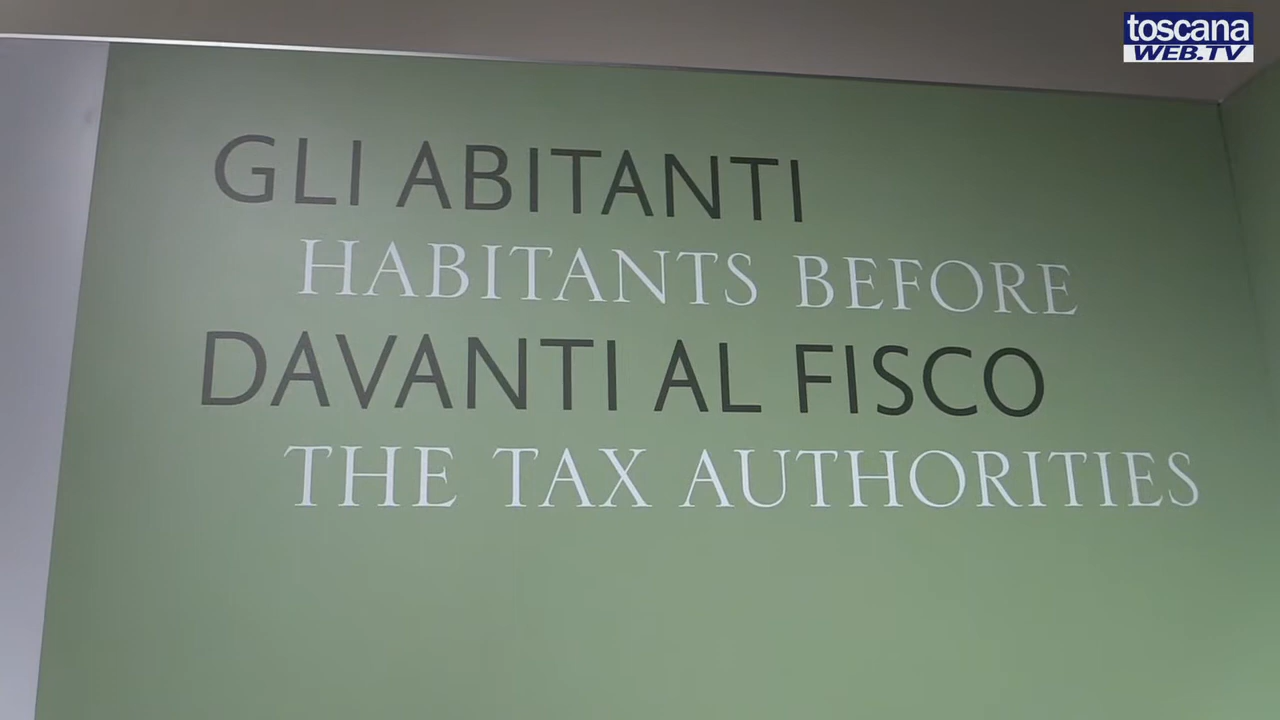 toscana
WEB.TV
GLI ABITANTI
HABITANTS BEFORE
DAVANTI AL FISCO
THE TAX AUTHORITIES